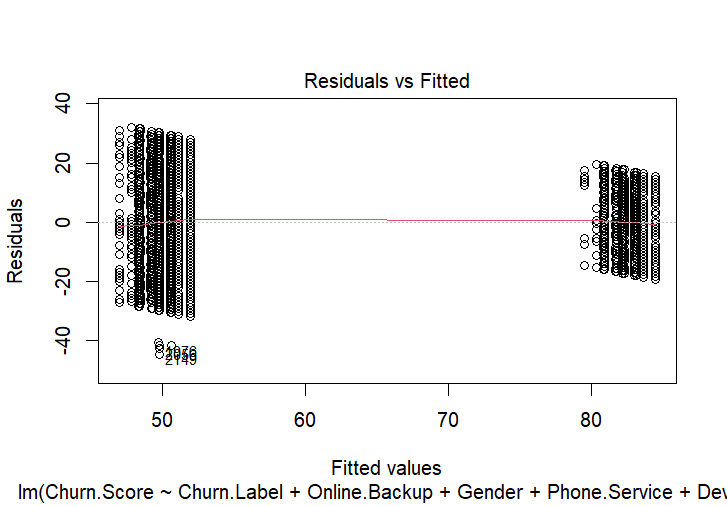 Residuals vs Fitted
40
20
0
-20
-40
Residuals
2149
50
60
70
80
Fitted values
lm(Churn.Score ~ Churn.Label + Online.Backup + Gender + Phone.Service + Dev